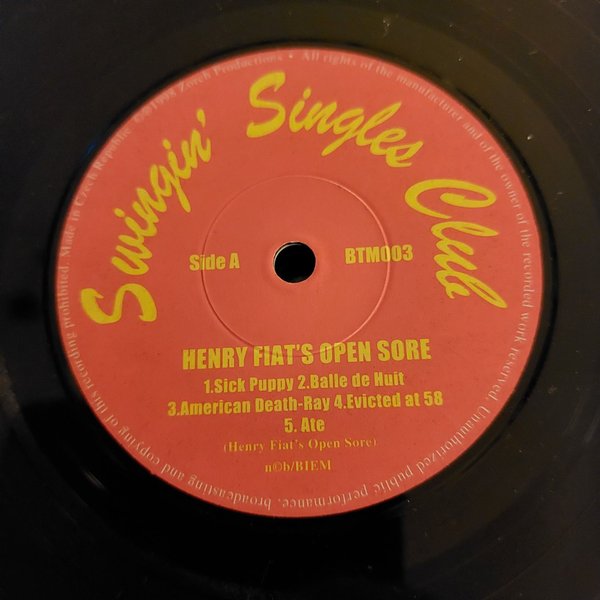 Swingin' Singles Club
Side A
BTM003
HENRY FIAT'S OPEN SORE
1.Sick Puppy 2.Balle de Huit
3.American Death-Ray 4.Evicted at 58
5. Ate
(Henry Fiat's Open Sore)
n©b/BIEM
1998 Zorch Productions • All rights of the manufacturer and of the owner of the recorded work reserved. Unauthorized public performance, broadcasting and copying of this recording prohibited. Made in Czech Republic